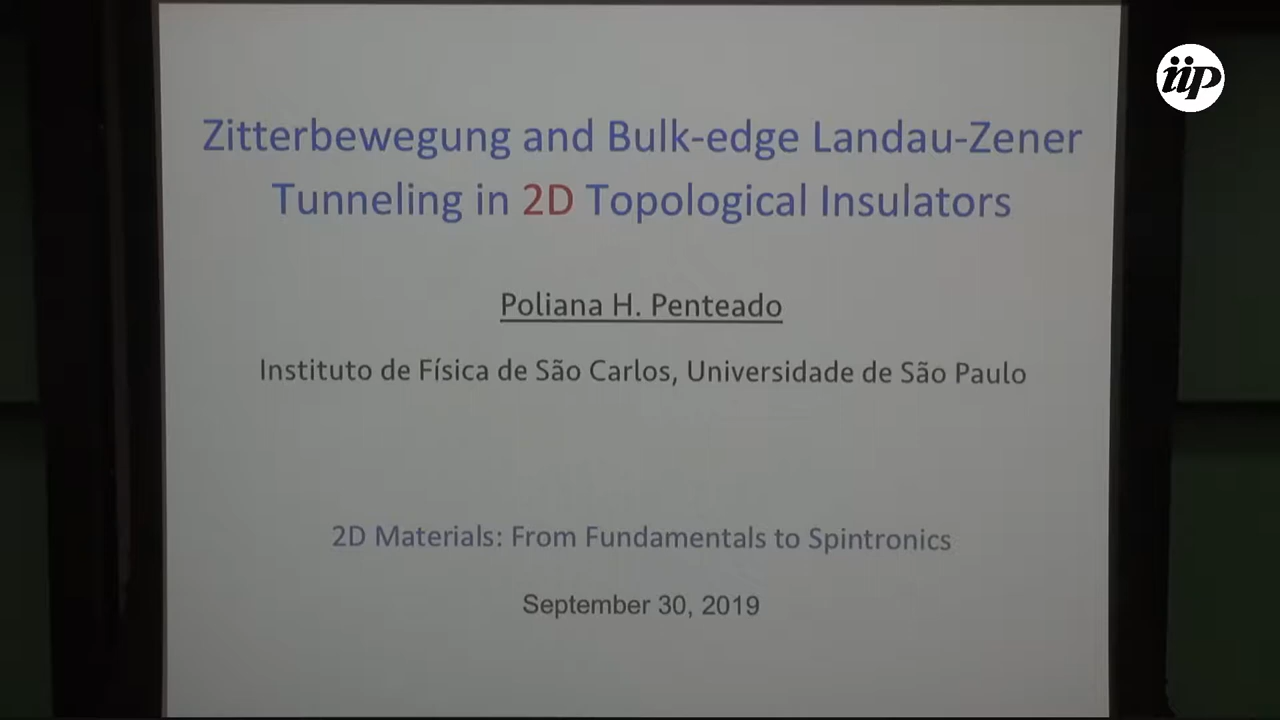 iip
Zitterbewegung and Bulk-edge Landau-Zener
Tunneling in 2D Topological Insulators
Poliana H. Penteado
Instituto de Física de São Carlos, Universidade de São Paulo
2D Materials: From Fundamentals to Spintronics
September 30, 2019